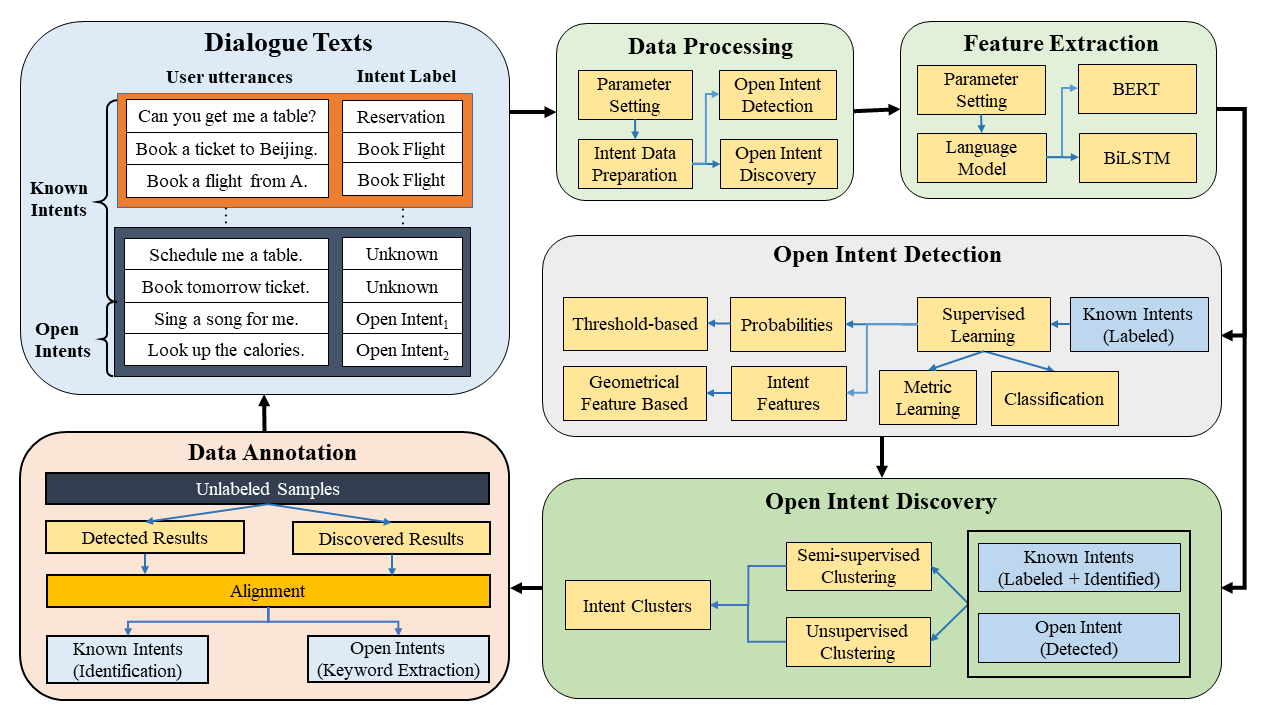 Dialogue Texts
User utterances
Intent Label
Known
Intents
Can you get me a table?
Reservation
Book a ticket to Beijing.
Book Flight
Book a flight from A.
Book Flight
Schedule me a table.
Unknown
Book tomorrow ticket.
Unknown
Open
Intents
Sing a song for me.
Open Intent1
Look up the calories.
Open Intent2
Data Processing
Parameter
Setting
Open Intent
Detection
Intent Data
Preparation
Open Intent
Discovery
Feature Extraction
Parameter
Setting
BERT
Language
Model
BiLSTM
Open Intent Detection
Threshold-based
Probabilities
Supervised
Learning
Known Intents
(Labeled)
Geometrical
Feature Based
Intent
Features
Metric
Learning
Classification
Open Intent Discovery
Intent Clusters
Semi-supervised
Clustering
Unsupervised
Clustering
Known Intents
(Labeled + Identified)
Open Intent
(Detected)
Data Annotation
Unlabeled Samples
Detected Results
Discovered Results
Alignment
Known Intents
(Identification)
Open Intents
(Keyword Extraction)